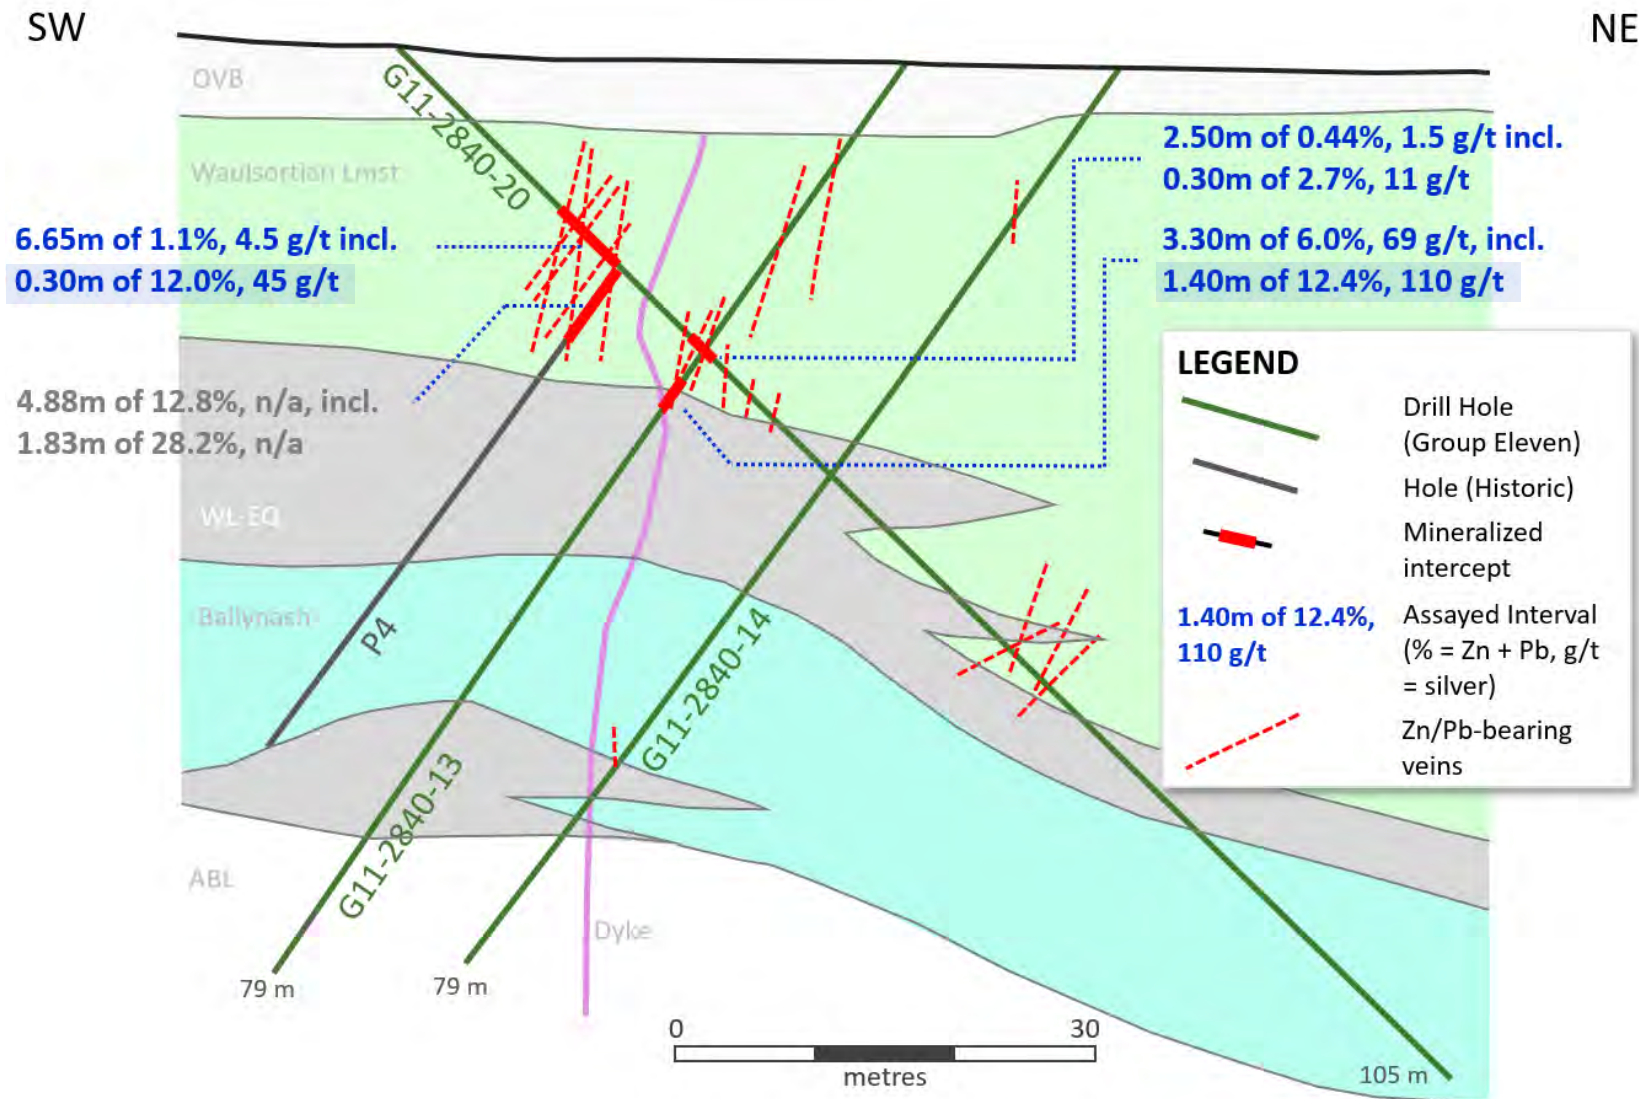 SW
NE
OVB
G11-2840-20
Waulsortian Lmst
2.50m of 0.44%, 1.5 g/t incl.
0.30m of 2.7%, 11 g/t
6.65m of 1.1%, 4.5 g/t incl.
0.30m of 12.0%, 45 g/t
3.30m of 6.0%, 69 g/t, incl.
1.40m of 12.4%, 110 g/t
4.88m of 12.8%, n/a, incl.
1.83m of 28.2%, n/a
WL-EQ
Ballynash
P4
G11-2840-14
G11-2840-13
ABL
Dyke
79 m
79 m
105 m
0
30
metres
LEGEND
Drill Hole
(Group Eleven)
Hole (Historic)
Mineralized
intercept
1.40m of 12.4%,
110 g/t
Assayed Interval
(% = Zn + Pb, g/t
= silver)
Zn/Pb-bearing
veins